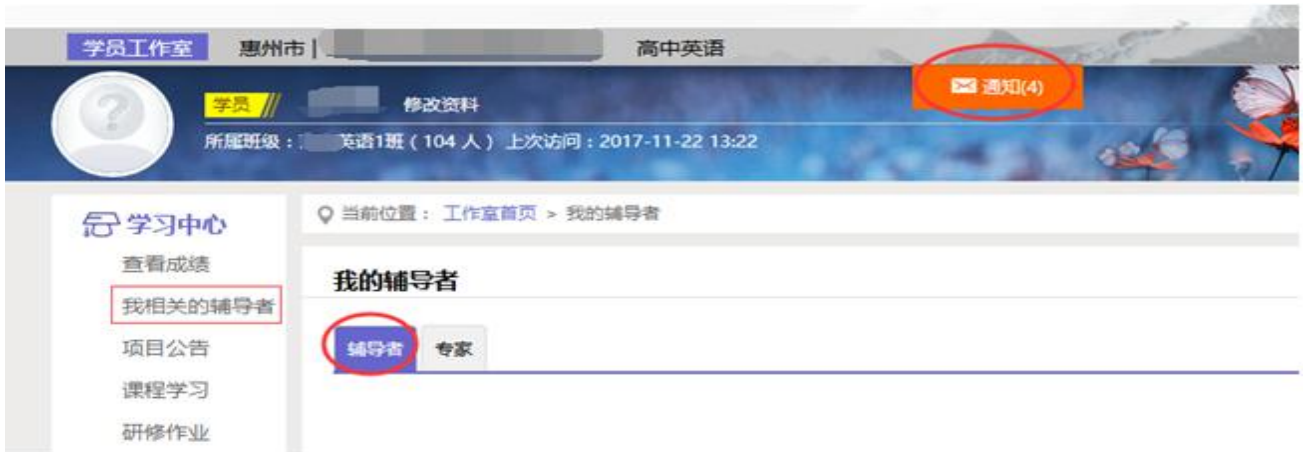 学员工作室 惠州市 | 高中英语
通知(4)
学员 修改资料
所属班级: 英语1班 ( 104 人 ) 上次访问 : 2017-11-22 13:22
学习中心
当前位置 : 工作室首页 > 我的辅导者
查看成绩
我的辅导者
我相关的辅导者
项目公告
辅导者 专家
课程学习
研修作业